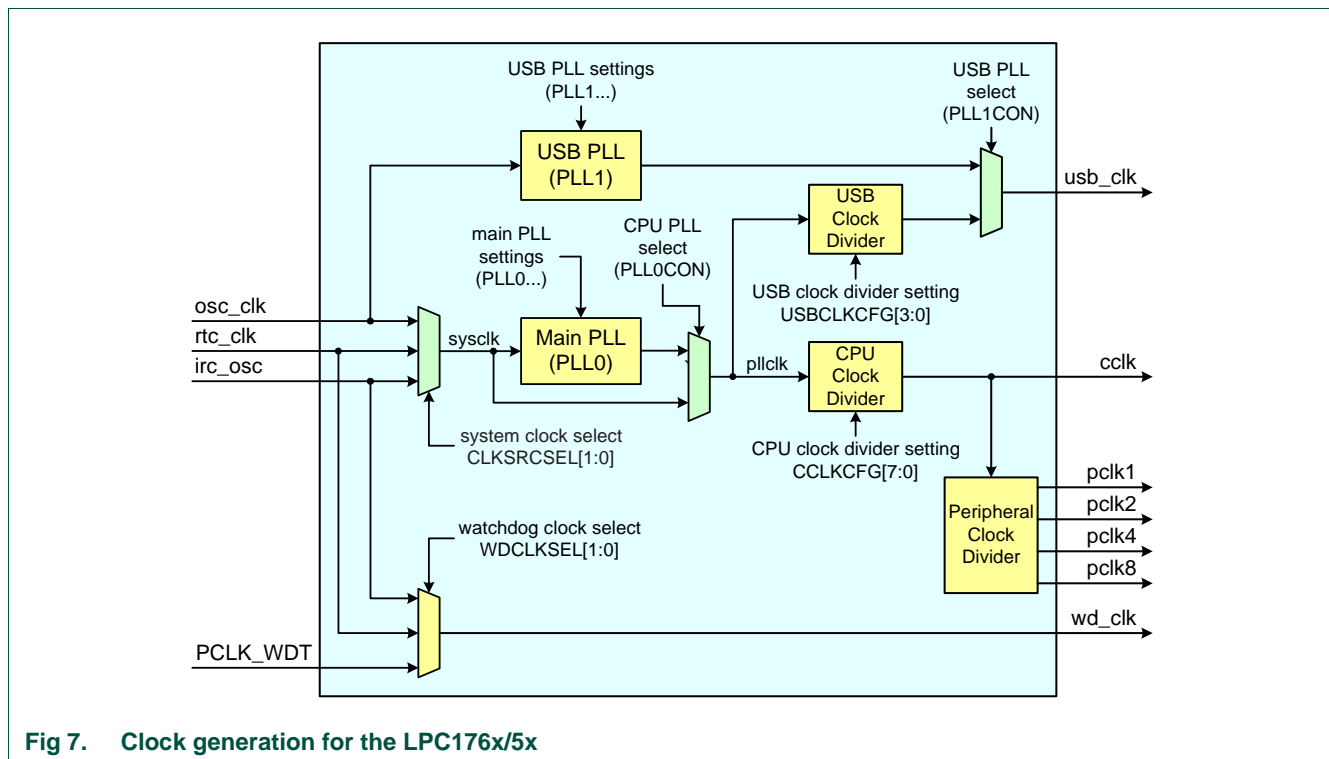 USB PLL settings
(PLL1...)
USB PLL
select
(PLL1CON)
USB PLL
(PLL1)
usb_clk
USB
Clock
Divider
main PLL
settings
(PLL0...)
CPU PLL
select
(PLL0CON)
USB clock divider setting
USBCLKCFG[3:0]
osc_clk
rtc_clk
irc_osc
sysclk
Main PLL
(PLL0)
pllclk
CPU
Clock
Divider
cclk
system clock select
CLKSRCSEL[1:0]
CPU clock divider setting
CCLKCFG[7:0]
Peripheral
Clock
Divider
pclk1
pclk2
pclk4
pclk8
watchdog clock select
WDCLKSEL[1:0]
PCLK_WDT
wd_clk
Fig 7. Clock generation for the LPC176x/5x